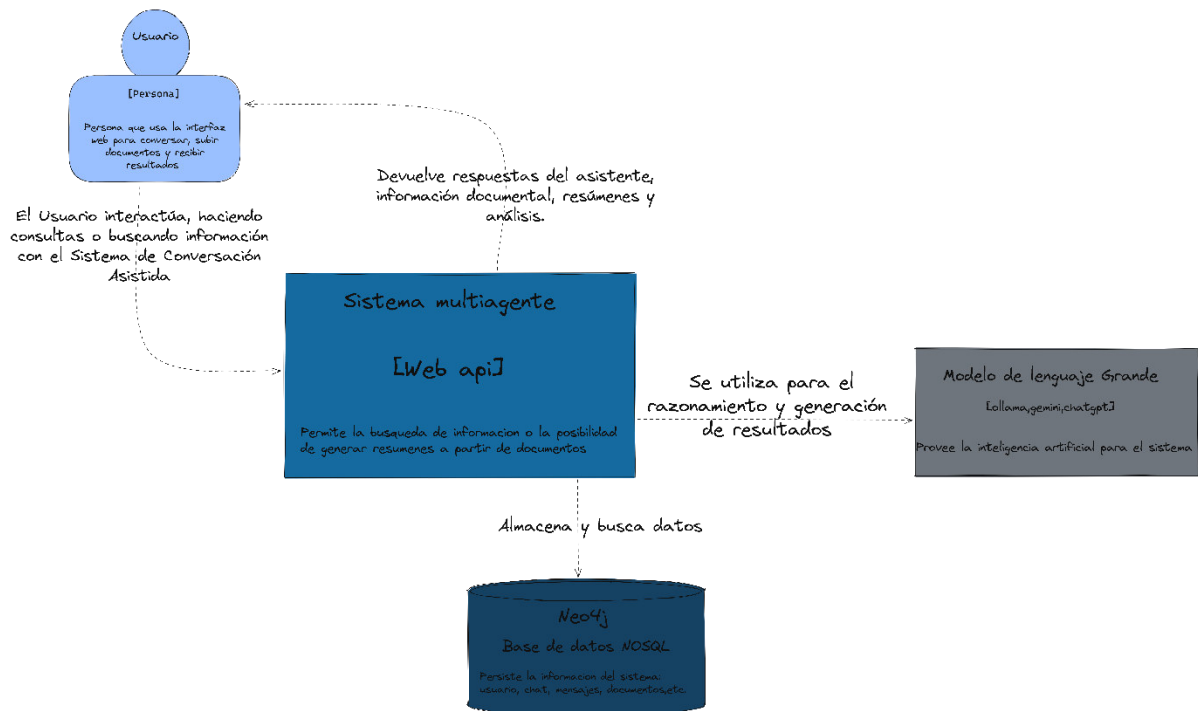 Usuario
[Persona]
Persona que usa la interfaz
web para conversar, subir
documentos y recibir
resultados
Devuelve respuestas del asistente,
información documental, resúmenes y
análisis.
El Usuario interactúa, haciendo
consultas o buscando información
con el Sistema de Conversación
Asistida
Sistema multiagente
[Web api]
Permite la busqueda de informacion o la posibilidad
de generar resumenes a partir de documentos
Se utiliza para el
razonamiento y generación
de resultados
Modelo de lenguaje Grande
[ollama,gemini,chatgpt]
Provee la inteligencia artificial para el sistema
Almacena y busca datos
Neo4j
Base de datos NOSQL
Persiste la informacion del sistema:
usuario, chat, mensajes, documentos,etc.